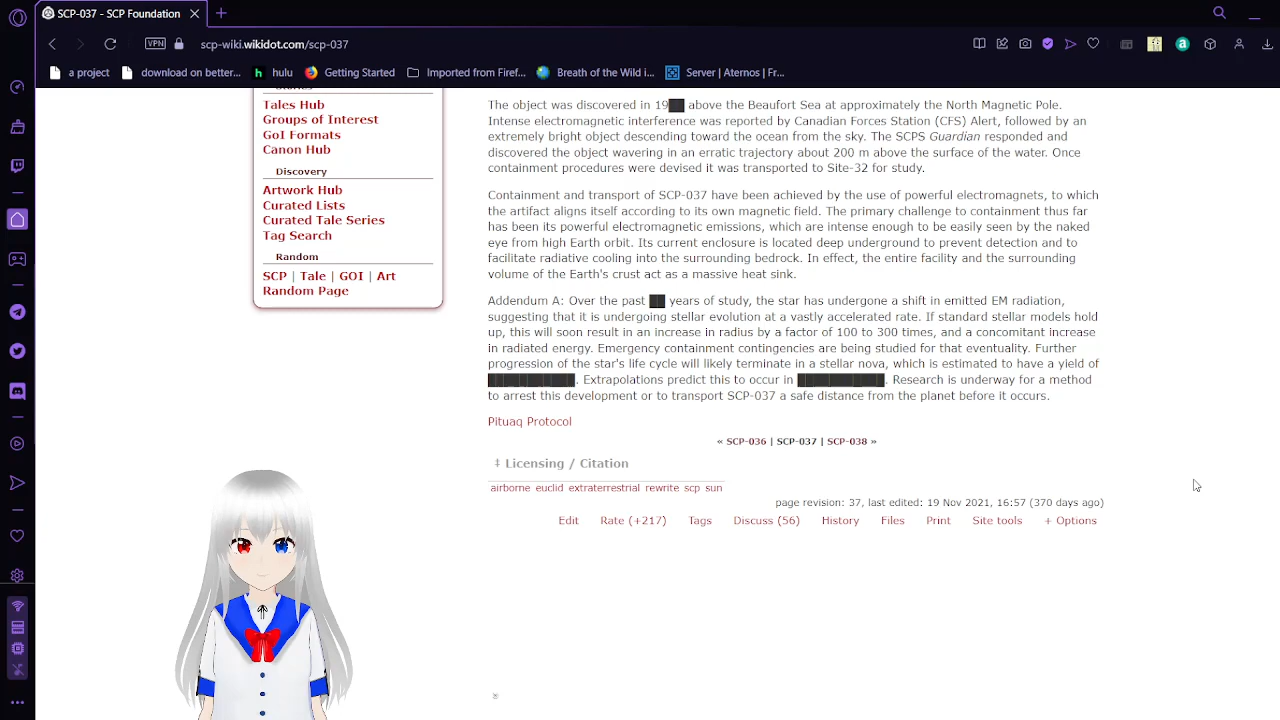 SCP-037 - SCP Foundation
VPN
scp-wiki.wikidot.com/scp-037
a project
download on better...
h hulu
Getting Started
Imported from Firef...
Breath of the Wild i...
Server | Aternos | Fr...
Tales Hub
Groups of Interest
GoI Formats
Canon Hub
Discovery
Artwork Hub
Curated Lists
Curated Tale Series
Tag Search
Random
SCP | Tale | GOI | Art
Random Page
The object was discovered in 19██ above the Beaufort Sea at approximately the North Magnetic Pole.
Intense electromagnetic interference was reported by Canadian Forces Station (CFS) Alert, followed by an
extremely bright object descending toward the ocean from the sky. The SCPS Guardian responded and
discovered the object wavering in an erratic trajectory about 200 m above the surface of the water. Once
containment procedures were devised it was transported to Site-32 for study.
Containment and transport of SCP-037 have been achieved by the use of powerful electromagnets, to which
the artifact aligns itself according to its own magnetic field. The primary challenge to containment thus far
has been its powerful electromagnetic emissions, which are intense enough to be easily seen by the naked
eye from high Earth orbit. Its current enclosure is located deep underground to prevent detection and to
facilitate radiative cooling into the surrounding bedrock. In effect, the entire facility and the surrounding
volume of the Earth's crust act as a massive heat sink.
Addendum A: Over the past ██ years of study, the star has undergone a shift in emitted EM radiation,
suggesting that it is undergoing stellar evolution at a vastly accelerated rate. If standard stellar models hold
up, this will soon result in an increase in radius by a factor of 100 to 300 times, and a concomitant increase
in radiated energy. Emergency containment contingencies are being studied for that eventuality. Further
progression of the star's life cycle will likely terminate in a stellar nova, which is estimated to have a yield of
███████████. Extrapolations predict this to occur in ███████████. Research is underway for a method
to arrest this development or to transport SCP-037 a safe distance from the planet before it occurs.
Pituaq Protocol
« SCP-036 | SCP-037 | SCP-038 »
‡ Licensing / Citation
airborne euclid extraterrestrial rewrite scp sun
page revision: 37, last edited: 19 Nov 2021, 16:57 (370 days ago)
Edit Rate (+217) Tags Discuss (56) History Files Print Site tools + Options